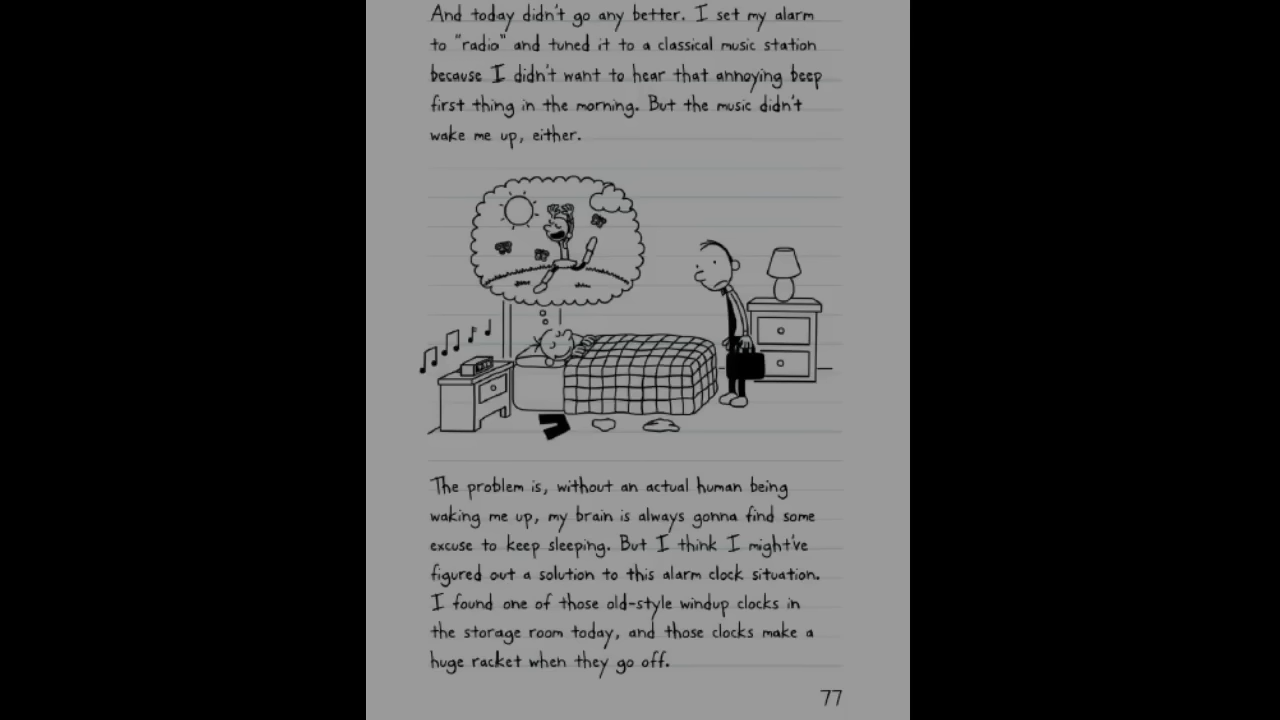 And today didn't go any better. I set my alarm
to "radio" and tuned it to a classical music station
because I didn't want to hear that annoying beep
first thing in the morning. But the music didn't
wake me up, either.
The problem is, without an actual human being
waking me up, my brain is always gonna find some
excuse to keep sleeping. But I think I might've
figured out a solution to this alarm clock situation.
I found one of those old-style windup clocks in
the storage room today, and those clocks make a
huge racket when they go off.
77